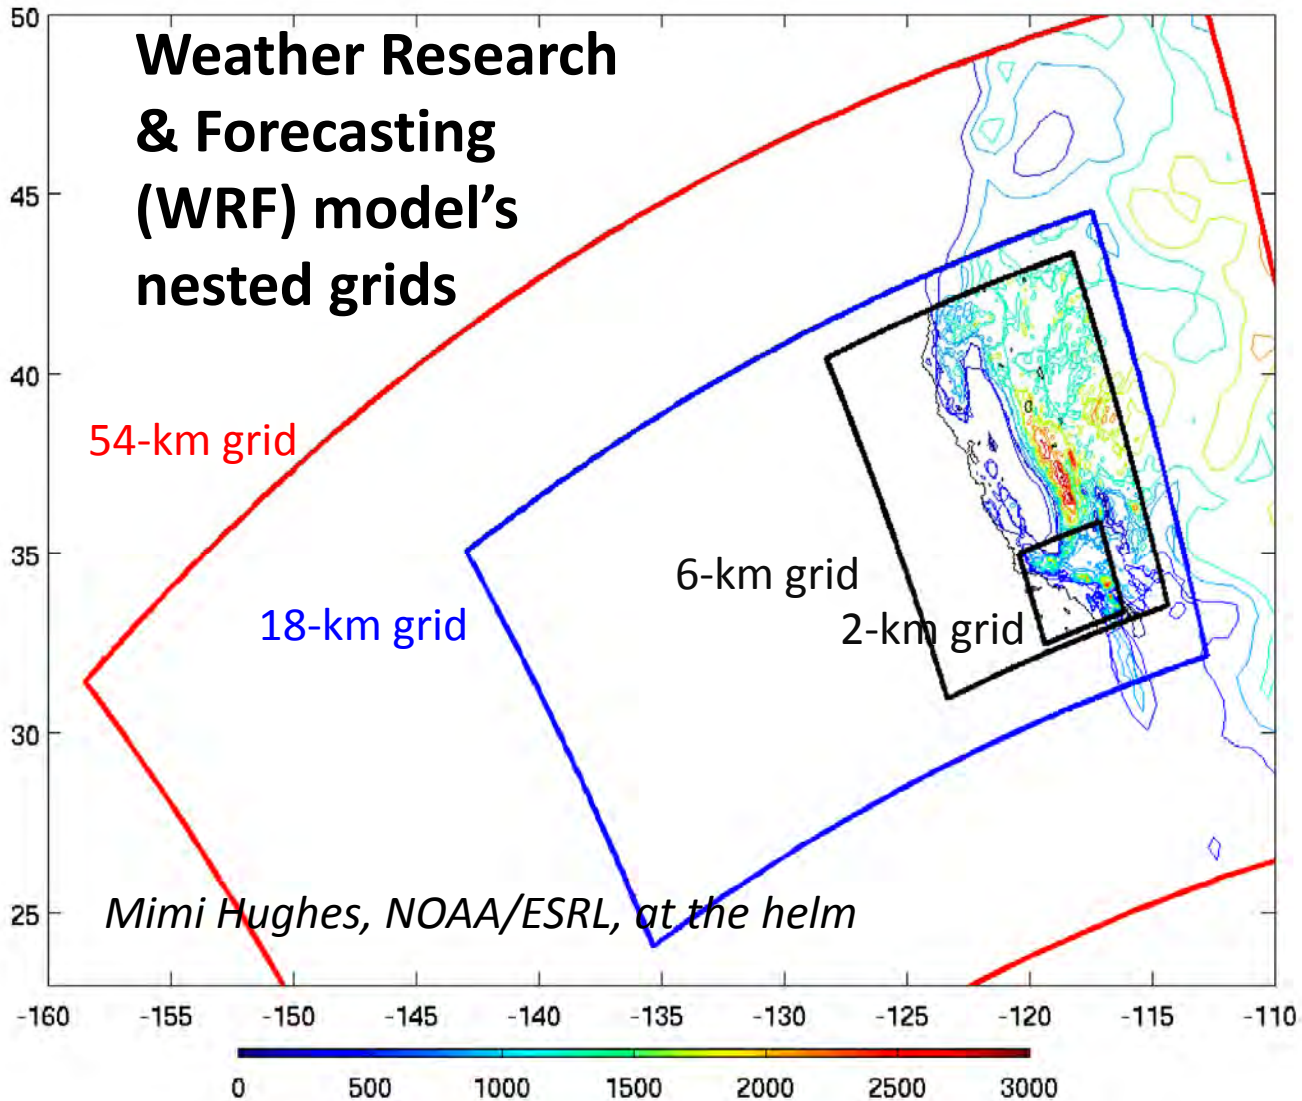 50
Weather Research
& Forecasting
(WRF) model’s
nested grids
45
40
54-km grid
35
6-km grid
18-km grid
2-km grid
30
25
Mimi Hughes, NOAA/ESRL, at the helm
-160 -155 -150 -145 -140 -135 -130 -125 -120 -115 -110
0 500 1000 1500 2000 2500 3000